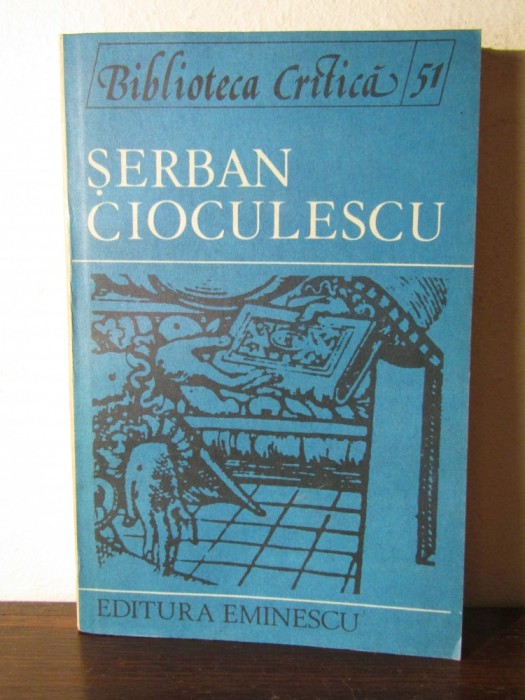 Biblioteca Critică 51
ȘERBAN
CIOCULESCU
EDITURA EMINESCU